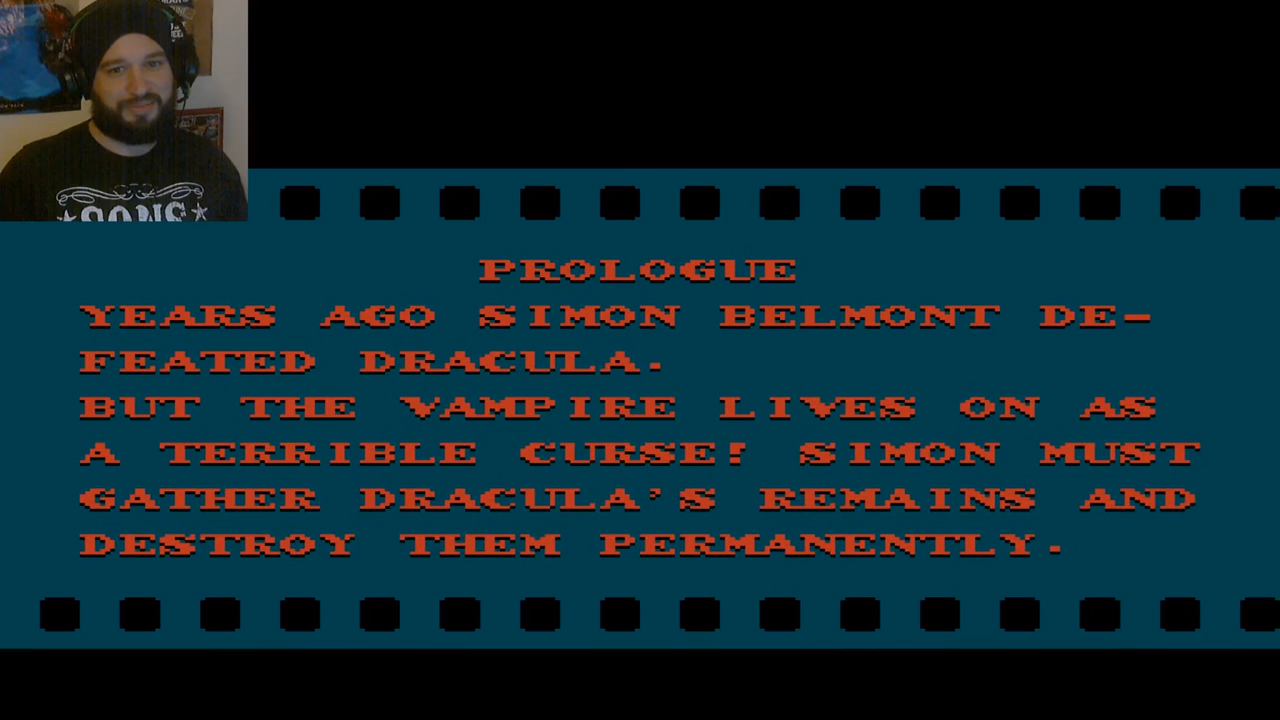 SONS
PROLOGUE
YEARS AGO SIMON BELMONT DE-
FEATED DRACULA.
BUT THE VAMPIRE LIVES ON AS
A TERRIBLE CURSE! SIMON MUST
GATHER DRACULA'S REMAINS AND
DESTROY THEM PERMANENTLY.